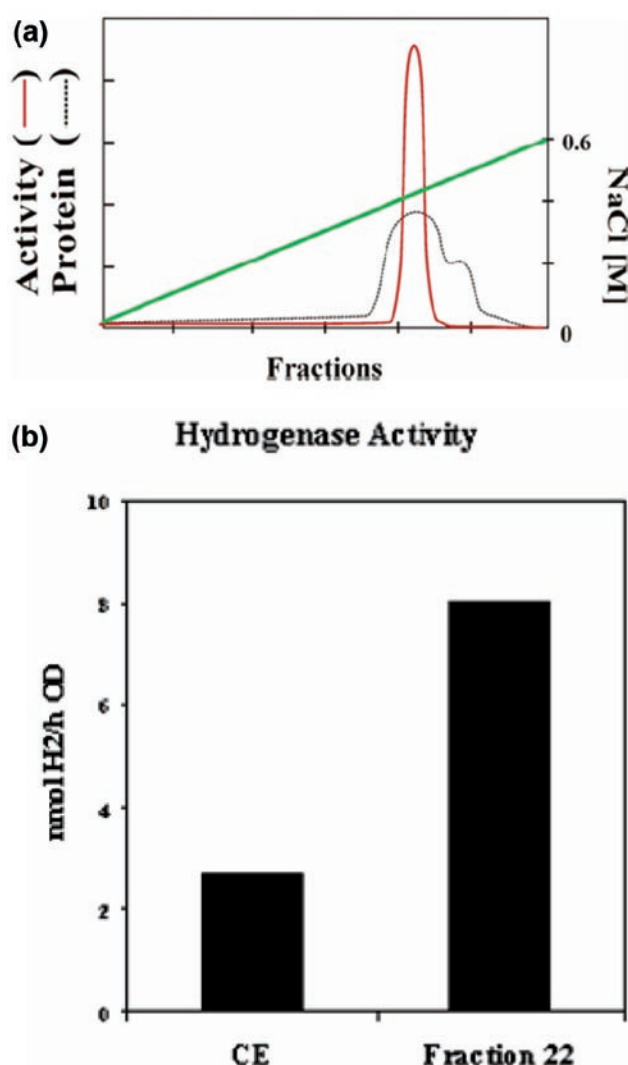 (a)
Activity (—)
Protein (·····)
0.6
0
NaCl [M]
Fractions
(b)
Hydrogenase Activity
10
8
6
4
2
0
nmol H2/h OD
CE
Fraction 22